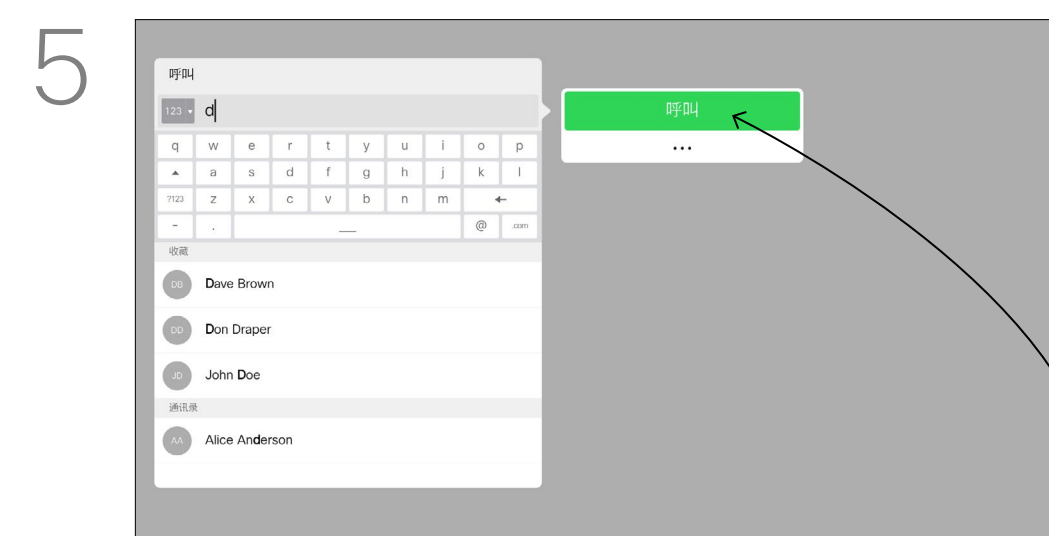 5
呼叫
123 d
呼叫
...
q w e r t y u i o p
a s d f g h j k l
?123 z x c v b n m
- . @ .com
收藏
DB Dave Brown
DD Don Draper
JD John Doe
通讯录
AA Alice Anderson